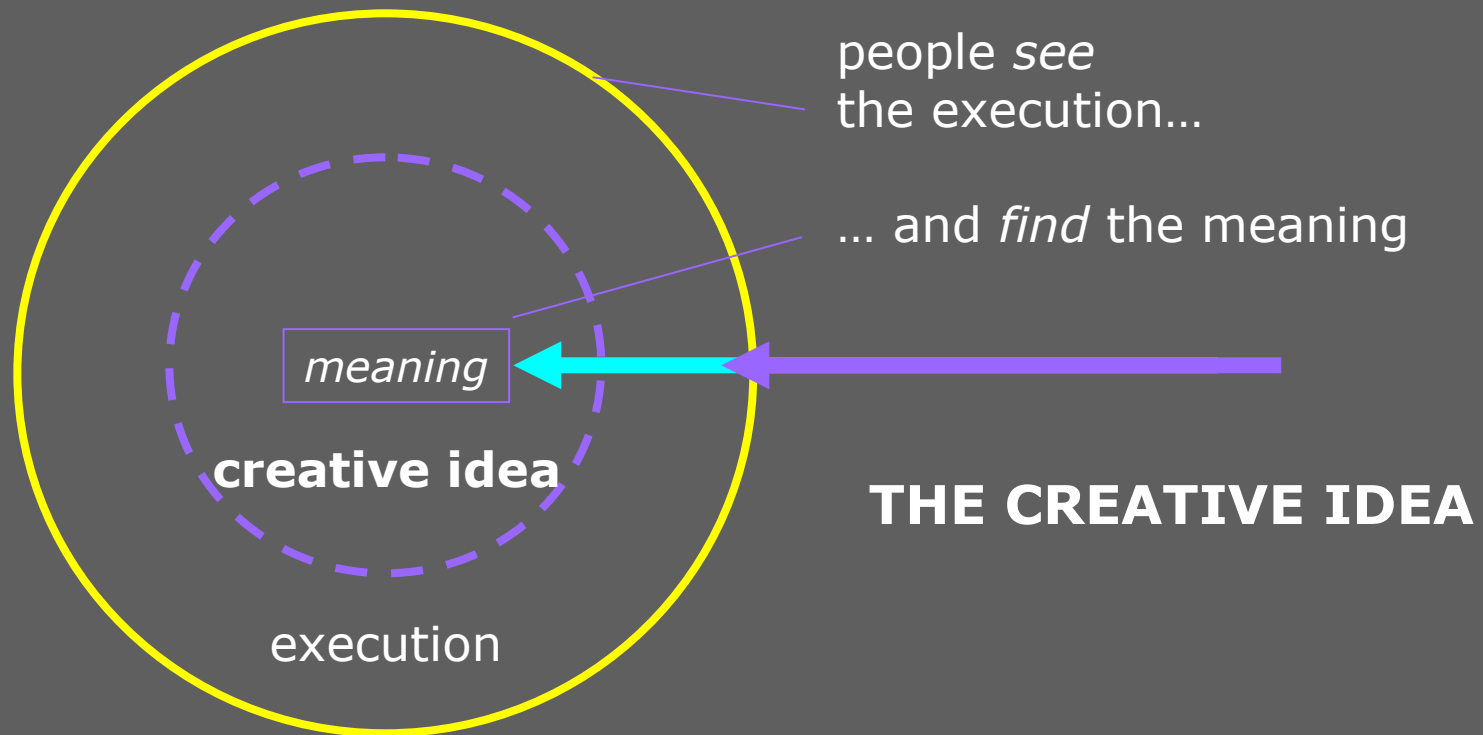 people see
the execution…
… and find the meaning
meaning
creative idea
THE CREATIVE IDEA
execution